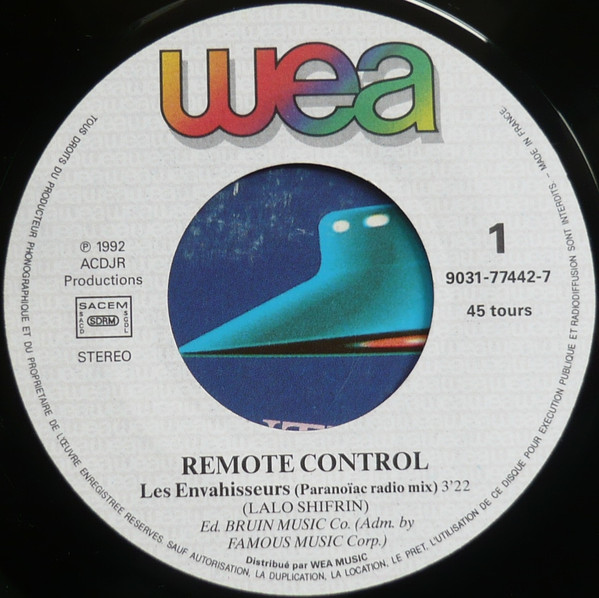 wea
℗ 1992
ACDJR
Productions
SACEM
SACD
SDRM
SGDL
STEREO
1
9031-77442-7
45 tours
REMOTE CONTROL
Les Envahisseurs (Paranoïac radio mix) 3'22
(LALO SHIFRIN)
Ed. BRUIN MUSIC Co. (Adm. by
FAMOUS MUSIC Corp.)
Distribué par WEA MUSIC
TOUS DROITS DU PRODUCTEUR PHONOGRAPHIQUE ET DU PROPRIETAIRE DE L'ŒUVRE ENREGISTREE RESERVES. SAUF AUTORISATION, LA DUPLICATION, LA LOCATION, LE PRET, L'UTILISATION DE CE DISQUE POUR EXECUTION PUBLIQUE ET RADIODIFFUSION SONT INTERDITS - MADE IN FRANCE